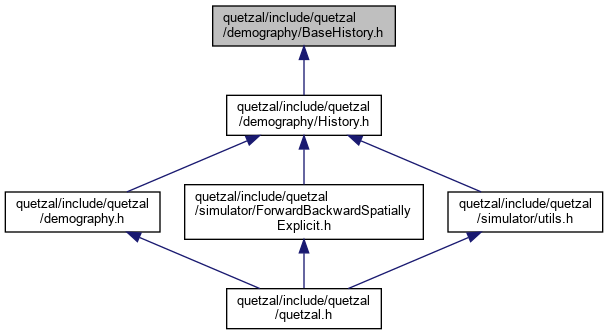 quetzal/include/quetzal
/demography/BaseHistory.h
quetzal/include/quetzal
/demography/History.h
quetzal/include/quetzal
/demography.h
quetzal/include/quetzal
/simulator/ForwardBackwardSpatially
Explicit.h
quetzal/include/quetzal
/simulator/utils.h
quetzal/include/quetzal
/quetzal.h